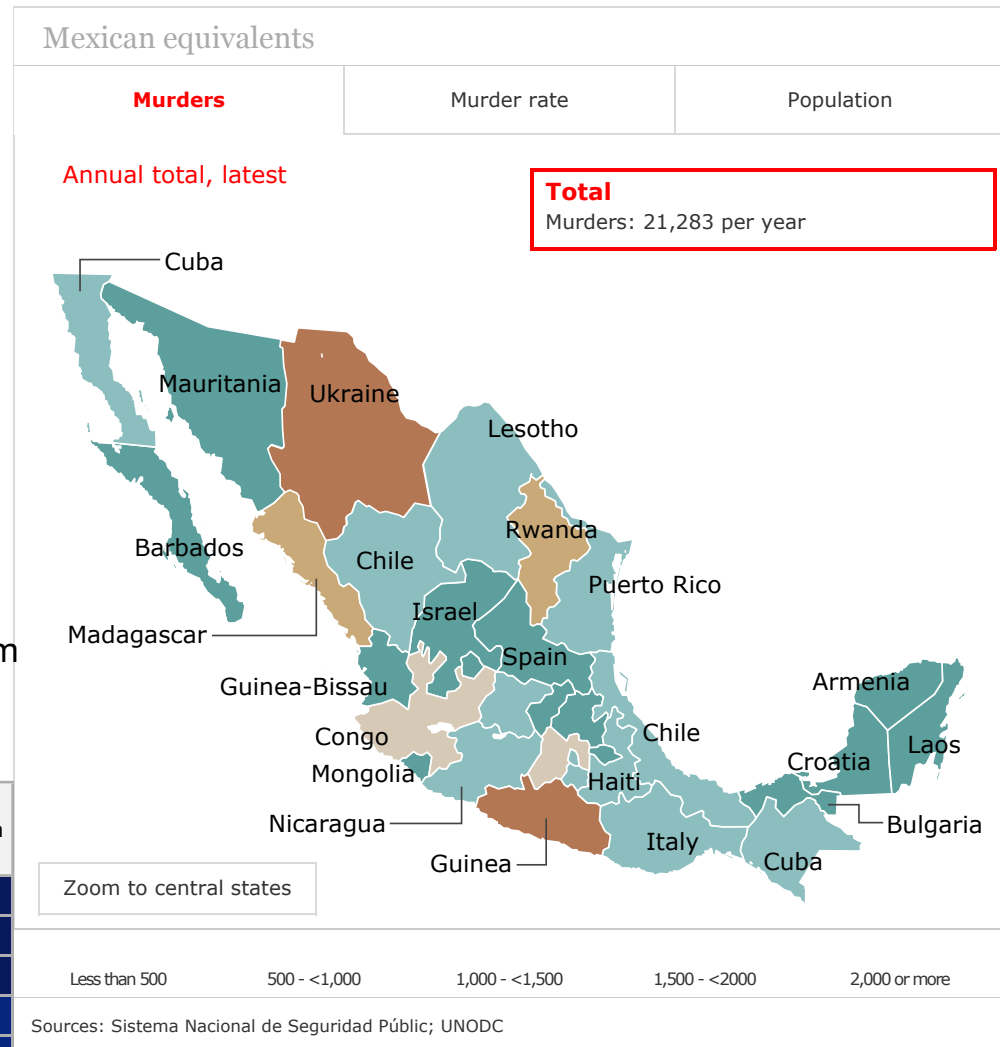 Mexican equivalents
Murders
Murder rate
Population
Annual total, latest
Total
Murders: 21,283 per year
Cuba
Mauritania
Ukraine
Lesotho
Rwanda
Barbados
Chile
Puerto Rico
Israel
Madagascar
Spain
Guinea-Bissau
Armenia
Congo
Chile
Laos
Croatia
Mongolia
Haiti
Nicaragua
Bulgaria
Italy
Guinea
Cuba
Zoom to central states
Less than 500
500 - <1,000
1,000 - <1,500
1,500 - <2000
2,000 or more
Sources: Sistema Nacional de Seguridad Públic; UNODC